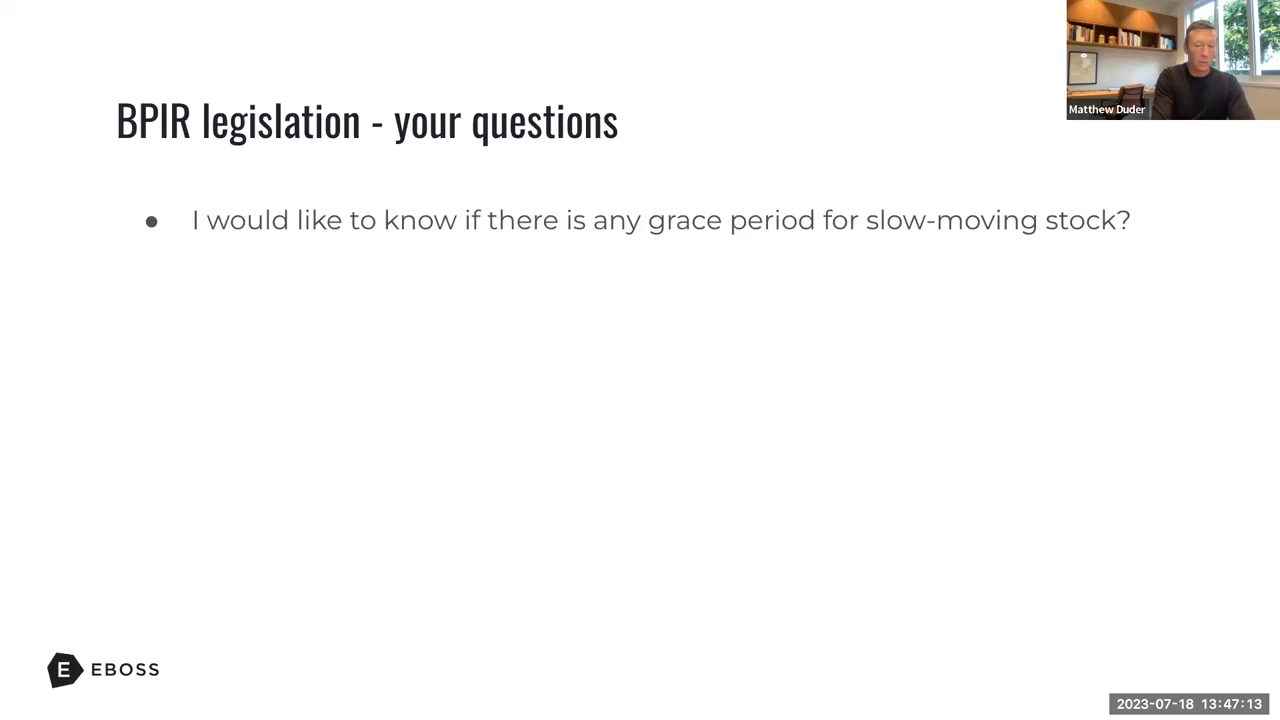 Matthew Duder
BPIR legislation - your questions
● I would like to know if there is any grace period for slow-moving stock?
E EBOSS
2023-07-18 13:47:13